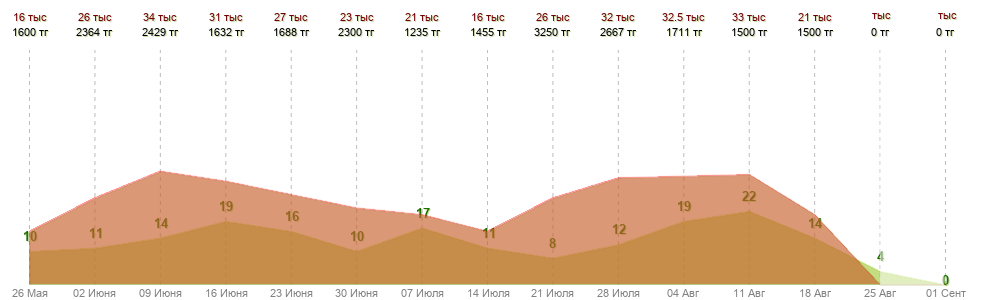 16 тыс 26 тыс 34 тыс 31 тыс 27 тыс 23 тыс 21 тыс 16 тыс 26 тыс 32 тыс 32.5 тыс 33 тыс 21 тыс тыс тыс
1600 тг 2364 тг 2429 тг 1632 тг 1688 тг 2300 тг 1235 тг 1455 тг 3250 тг 2667 тг 1711 тг 1500 тг 1500 тг 0 тг 0 тг
10 11 14 19 16 10 17 11 8 12 19 22 14 4 0
26 Мая 02 Июня 09 Июня 16 Июня 23 Июня 30 Июня 07 Июля 14 Июля 21 Июля 28 Июля 04 Авг 11 Авг 18 Авг 25 Авг 01 Сент